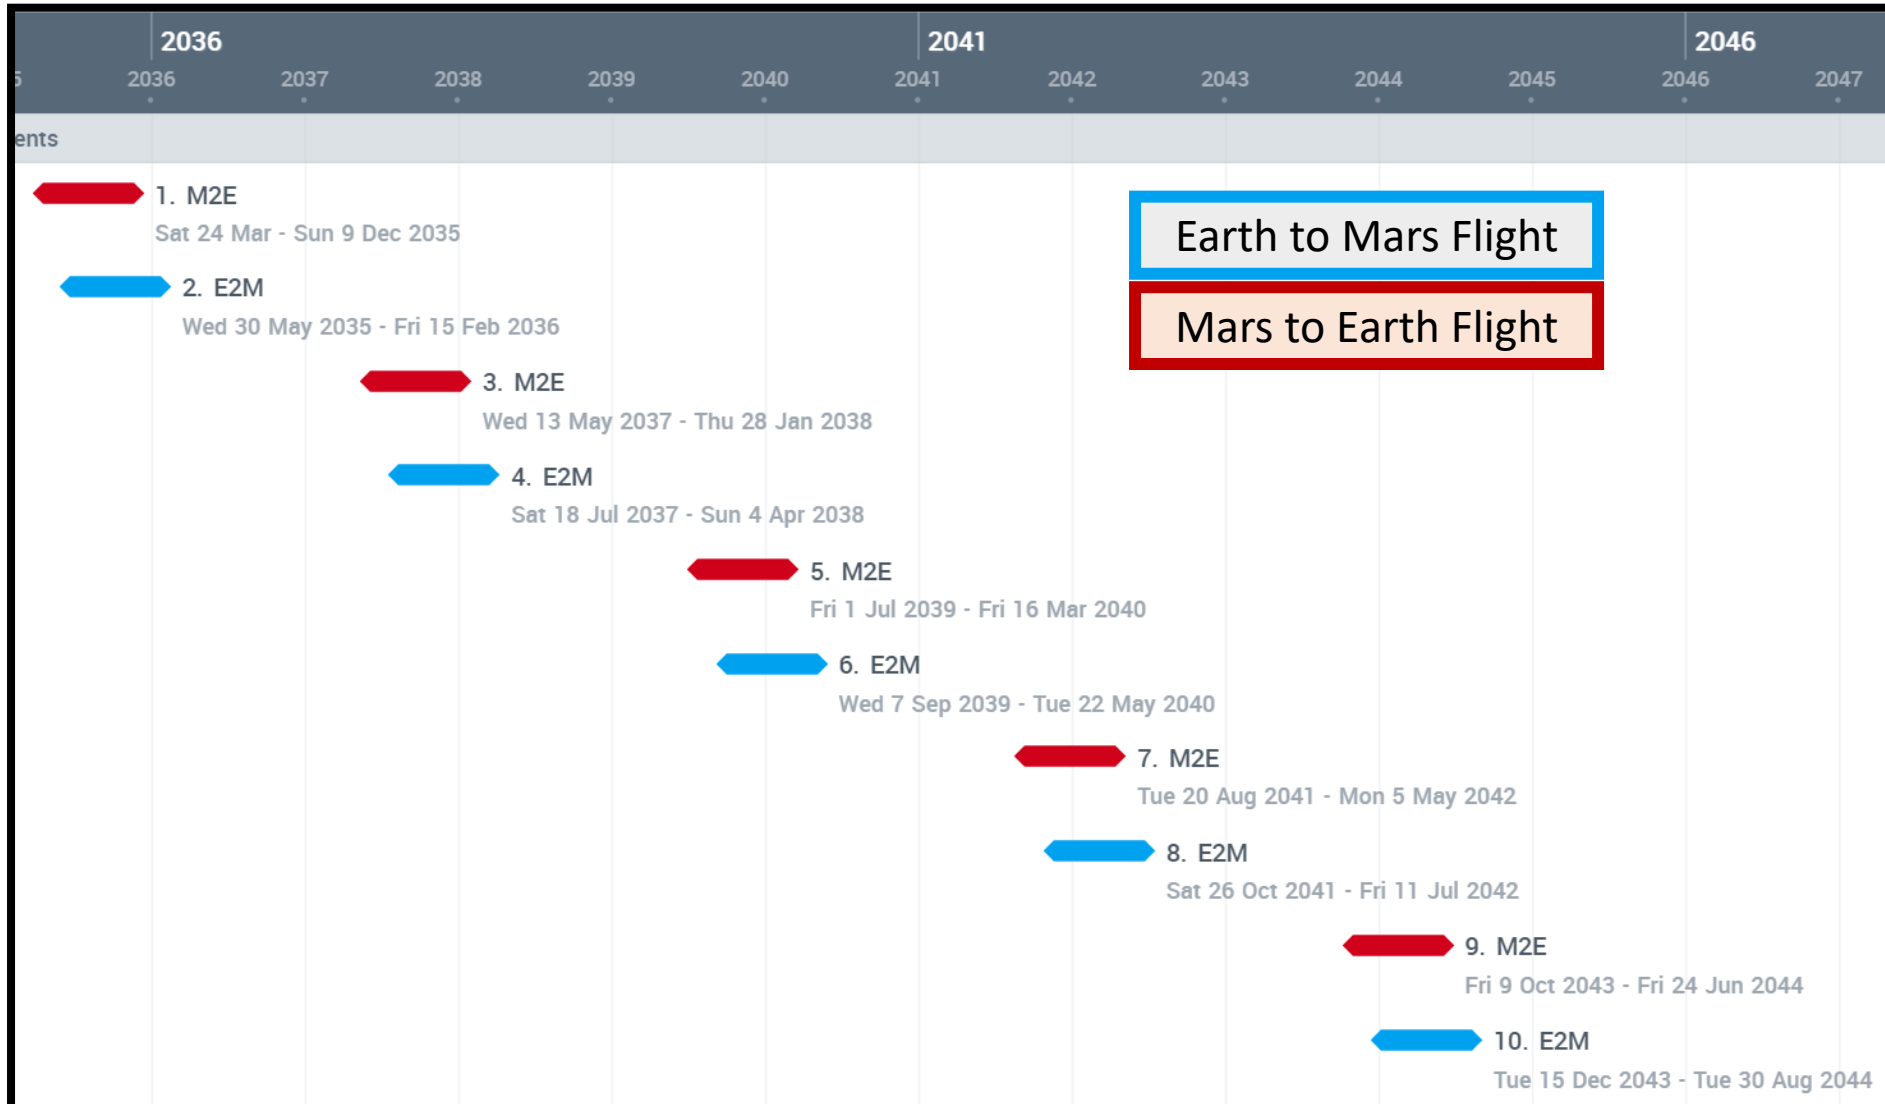 2036 2041 2046
5 2036 2037 2038 2039 2040 2041 2042 2043 2044 2045 2046 2047
ents
1. M2E
Sat 24 Mar - Sun 9 Dec 2035
Earth to Mars Flight
2. E2M
Wed 30 May 2035 - Fri 15 Feb 2036
Mars to Earth Flight
3. M2E
Wed 13 May 2037 - Thu 28 Jan 2038
4. E2M
Sat 18 Jul 2037 - Sun 4 Apr 2038
5. M2E
Fri 1 Jul 2039 - Fri 16 Mar 2040
6. E2M
Wed 7 Sep 2039 - Tue 22 May 2040
7. M2E
Tue 20 Aug 2041 - Mon 5 May 2042
8. E2M
Sat 26 Oct 2041 - Fri 11 Jul 2042
9. M2E
Fri 9 Oct 2043 - Fri 24 Jun 2044
10. E2M
Tue 15 Dec 2043 - Tue 30 Aug 2044